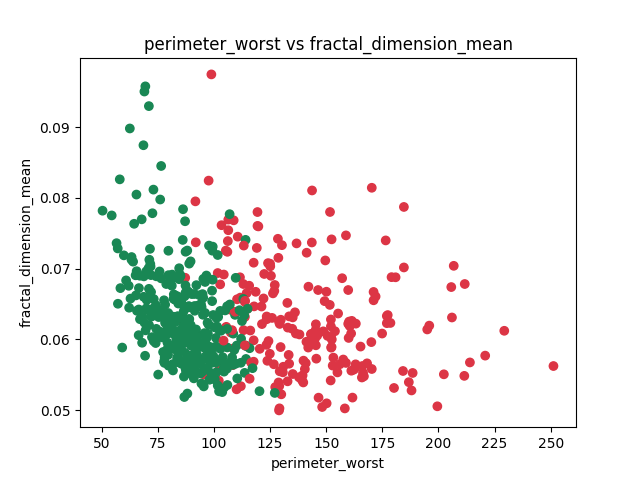 perimeter_worst vs fractal_dimension_mean
fractal_dimension_mean
0.09
0.08
0.07
0.06
0.05
50 75 100 125 150 175 200 225 250
perimeter_worst